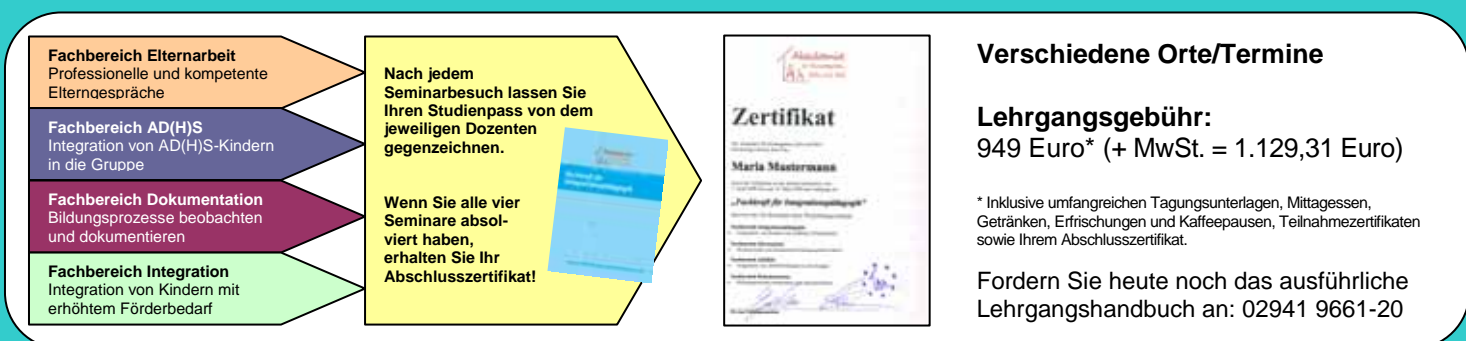 Fachbereich Elternarbeit
Professionelle und kompetente
Elterngespräche
Fachbereich AD(H)S
Integration von AD(H)S-Kindern
in die Gruppe
Fachbereich Dokumentation
Bildungsprozesse beobachten
und dokumentieren
Fachbereich Integration
Integration von Kindern mit
erhöhtem Förderbedarf
Nach jedem
Seminarbesuch lassen Sie
Ihren Studienpass von dem
jeweiligen Dozenten
gegenzeichnen.
Wenn Sie alle vier
Seminare absol-
viert haben,
erhalten Sie Ihr
Abschlusszertifikat!
Akademie
Zertifikat
Maria Mustermann
„Fachkraft für Integrationspädagogik“
Verschiedene Orte/Termine
Lehrgangsgebühr:
949 Euro* (+ MwSt. = 1.129,31 Euro)
* Inklusive umfangreichen Tagungsunterlagen, Mittagessen,
Getränken, Erfrischungen und Kaffeepausen, Teilnahmezertifikaten
sowie Ihrem Abschlusszertifikat.
Fordern Sie heute noch das ausführliche
Lehrgangshandbuch an: 02941 9661-20